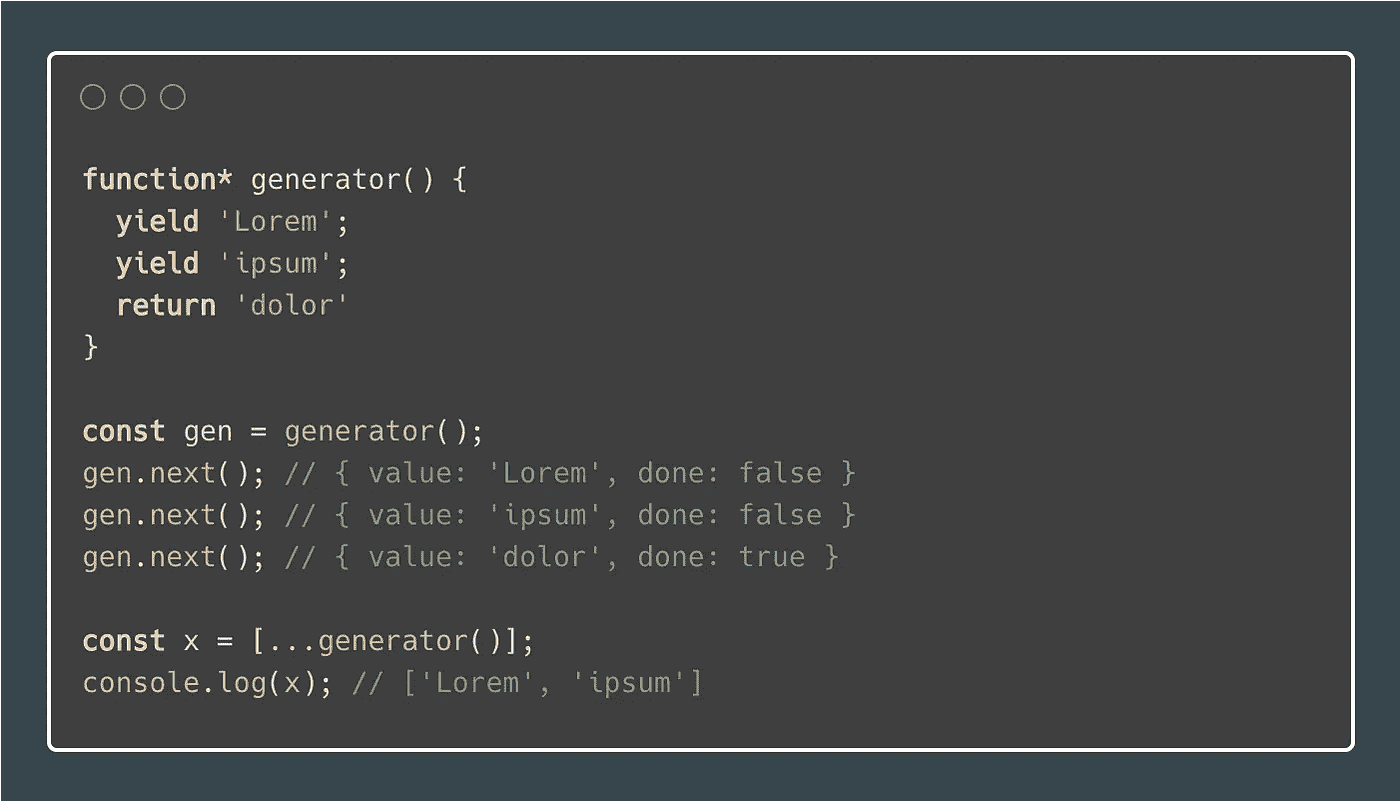 function* generator() {
  yield 'Lorem';
  yield 'ipsum';
  return 'dolor'
}
const gen = generator();
gen.next(); // { value: 'Lorem', done: false }
gen.next(); // { value: 'ipsum', done: false }
gen.next(); // { value: 'dolor', done: true }
const x = [...generator()];
console.log(x); // ['Lorem', 'ipsum']